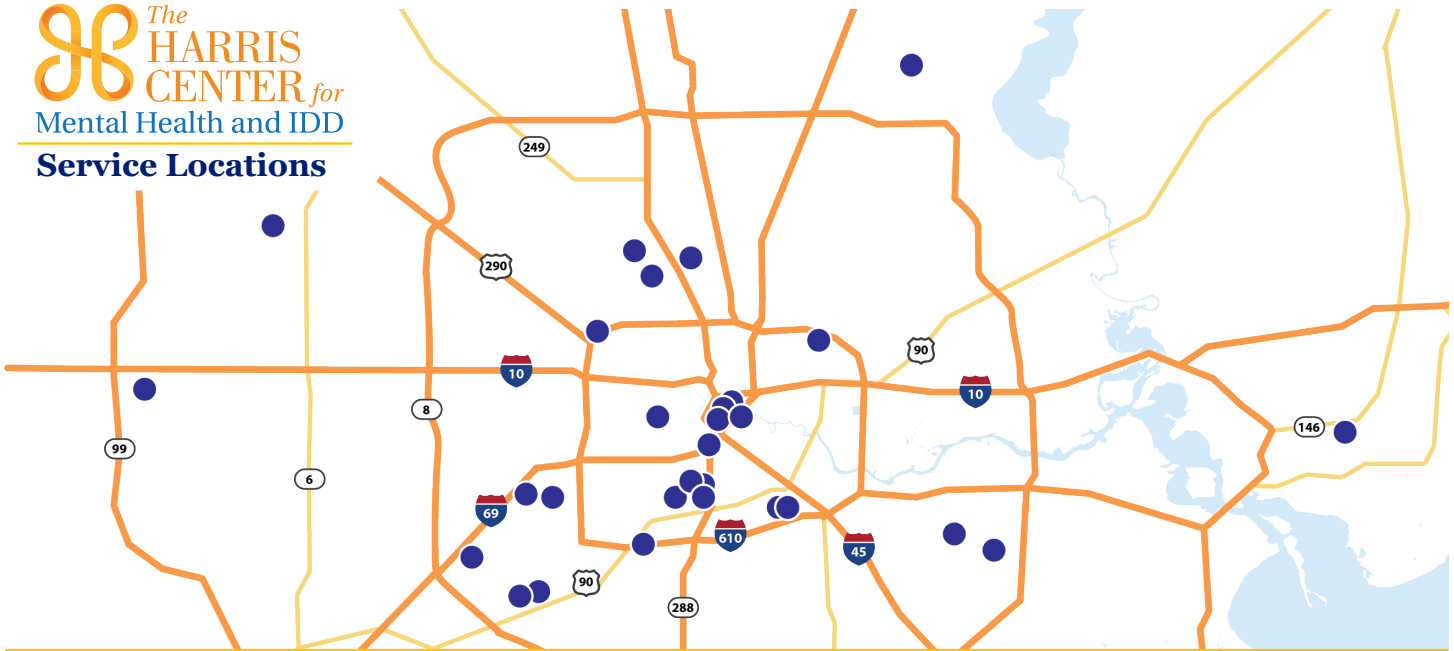 The
HARRIS
CENTER for
Mental Health and IDD
Service Locations
249
290
10
90
10
8
99
146
6
69
610
45
90
288